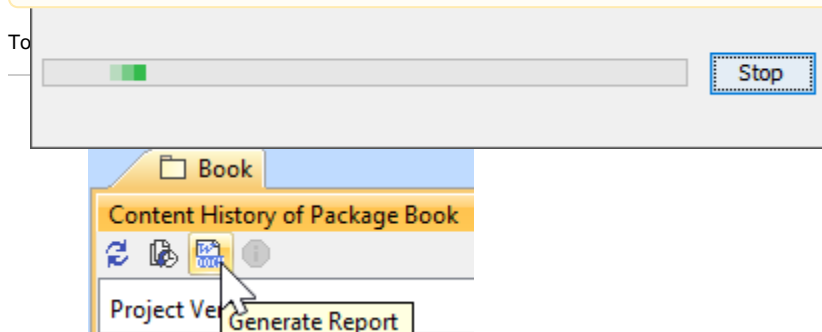 To
Stop
Book
Content History of Package Book
Project Ver
Generate Report